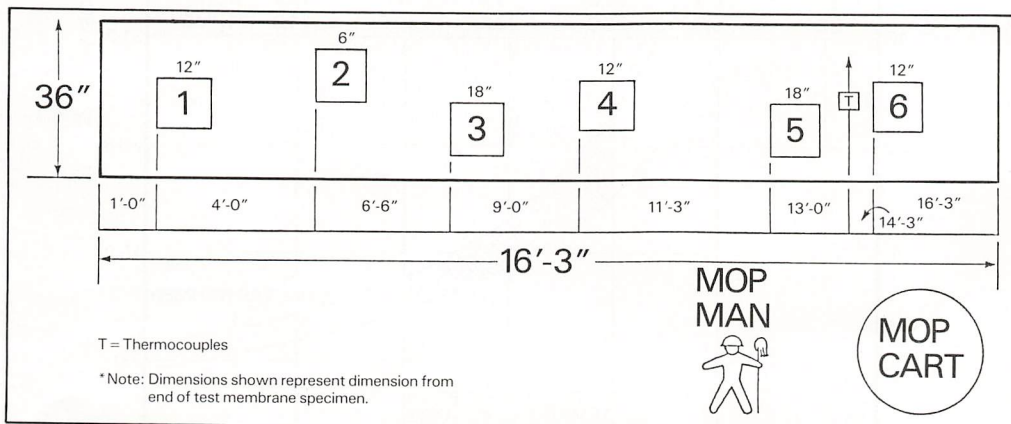 6″
12″
2
12″
12″
36″
1
18″
4
18″
T
6
3
5
1′-0″ 4′-0″ 6′-6″ 9′-0″ 11′-3″ 13′-0″ 16′-3″
14′-3″
16′-3″
MOP
MAN
MOP
CART
T = Thermocouples
*Note: Dimensions shown represent dimension from
end of test membrane specimen.